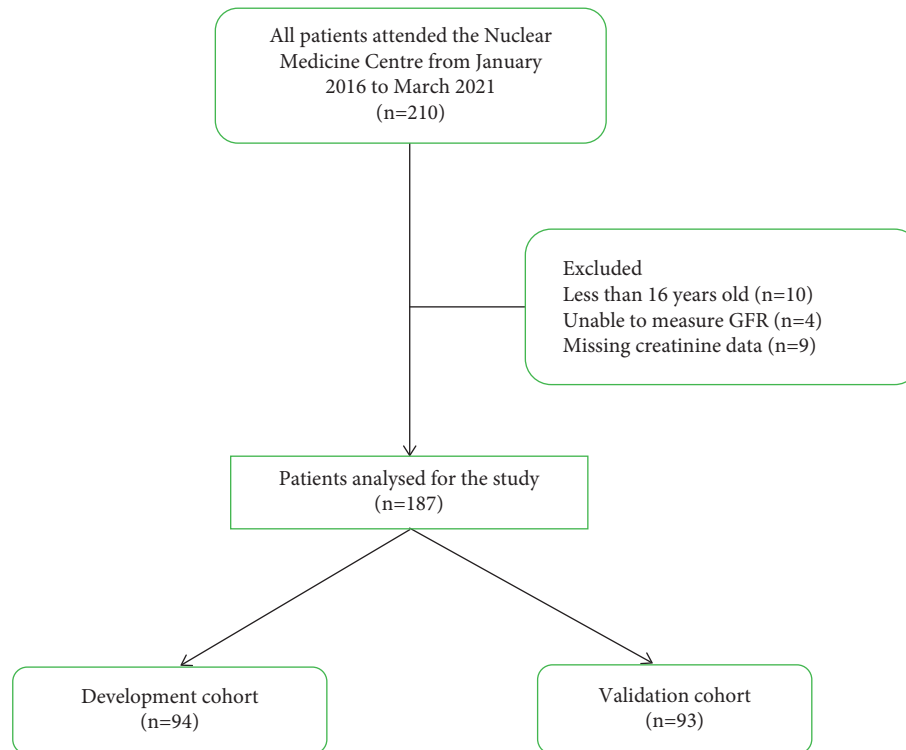 All patients attended the Nuclear
Medicine Centre from January
2016 to March 2021
(n=210)
Excluded
Less than 16 years old (n=10)
Unable to measure GFR (n=4)
Missing creatinine data (n=9)
Patients analysed for the study
(n=187)
Development cohort
(n=94)
Validation cohort
(n=93)